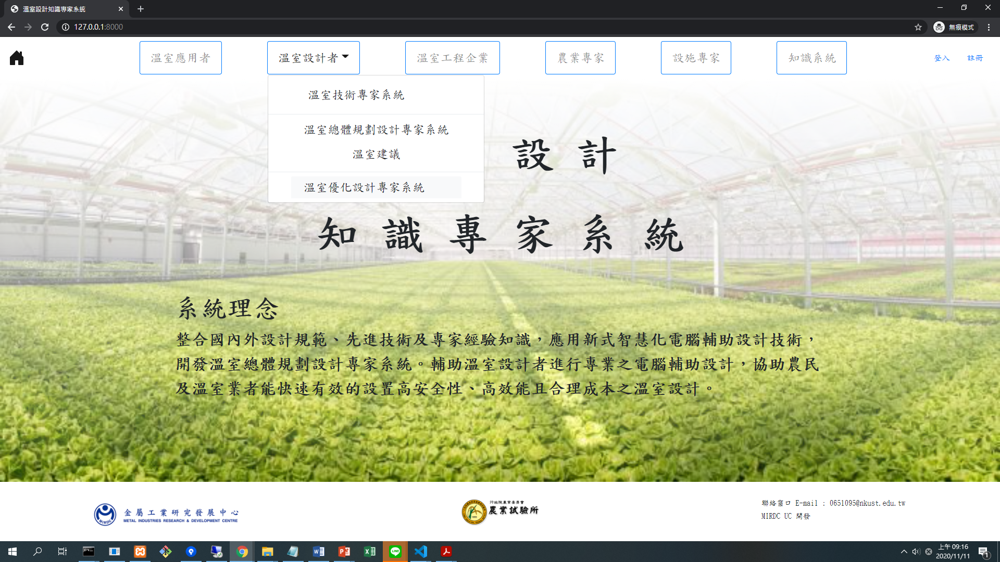 溫室設計知識專家系統
127.0.0.1:8000
無痕模式
溫室應用者
溫室設計者
溫室工程企業
農業專家
設施專家
知識系統
登入
註冊
溫室技術專家系統
溫室總體規劃設計專家系統
溫室建議
溫室優化設計專家系統
設計
知識專家系統
系統理念
整合國內外設計規範、先進技術及專家經驗知識，應用新式智慧化電腦輔助設計技術，
開發溫室總體規劃設計專家系統。輔助溫室設計者進行專業之電腦輔助設計，協助農民
及溫室業者能快速有效的設置高安全性、高效能且合理成本之溫室設計。
MIRDC
金屬工業研究發展中心
METAL INDUSTRIES RESEARCH & DEVELOPMENT CENTRE
行政院農業委員會
農業試驗所
聯絡窗口 E-mail : 0651095@nkust.edu.tw
MIRDC UC 開發
LINE
上午 09:16
2020/11/11
1